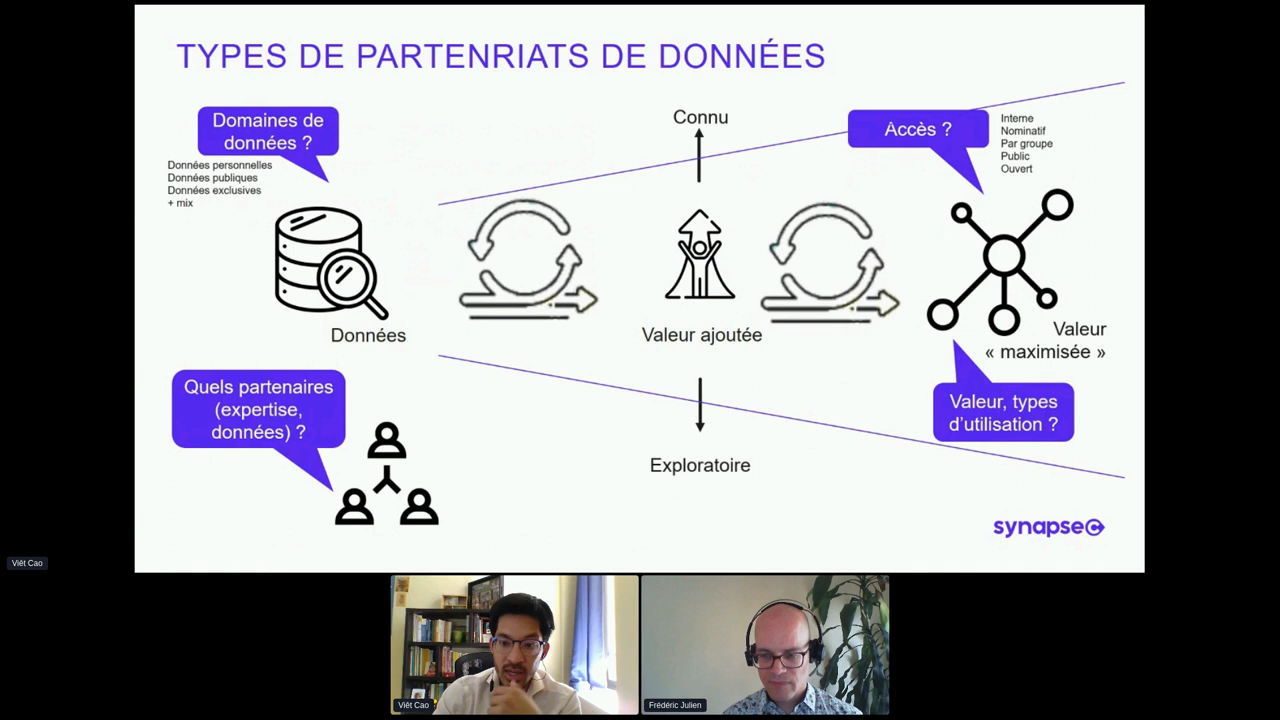 TYPES DE PARTENRIATS DE DONNÉES
Domaines de
données ?
Données personnelles
Données publiques
Données exclusives
+ mix
Données
Quels partenaires
(expertise,
données) ?
Connu
Valeur ajoutée
Exploratoire
Accès ?
Interne
Nominatif
Par groupe
Public
Ouvert
Valeur
« maximisée »
Valeur, types
d'utilisation ?
synapseC
Viêt Cao
Viêt Cao
Frédéric Julien